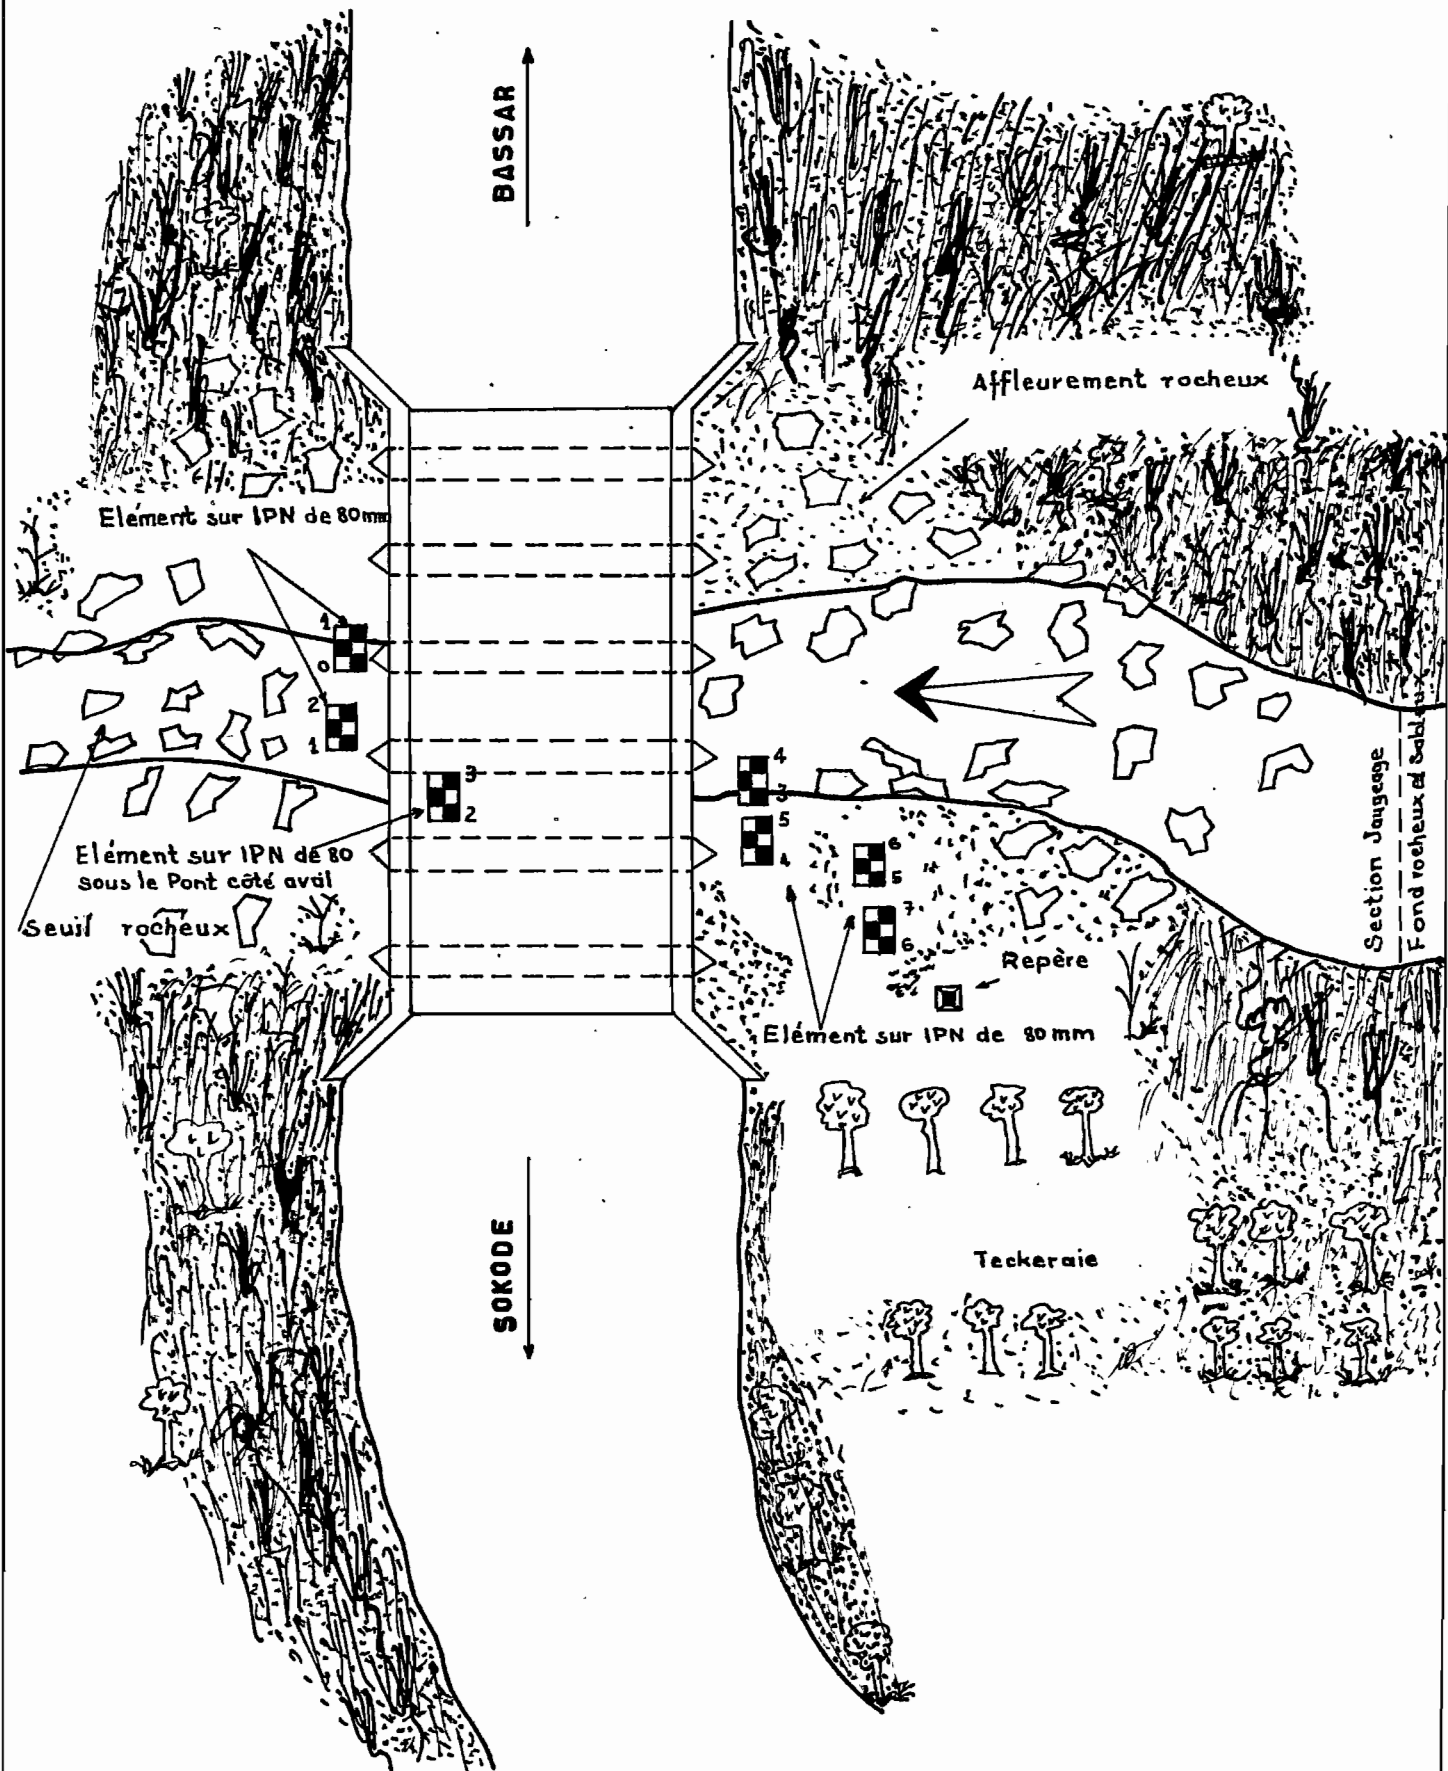 BASSAR
Affleurement rocheux
Elément sur IPN de 80mm
1
0
2
1
3
2
4
3
5
4
6
5
7
6
Elément sur IPN de 80
sous le Pont côté aval
Seuil rocheux
Section Jaugeage
Fond rocheux et Sableux
Repère
Elément sur IPN de 80mm
SOKODE
Teckeraie